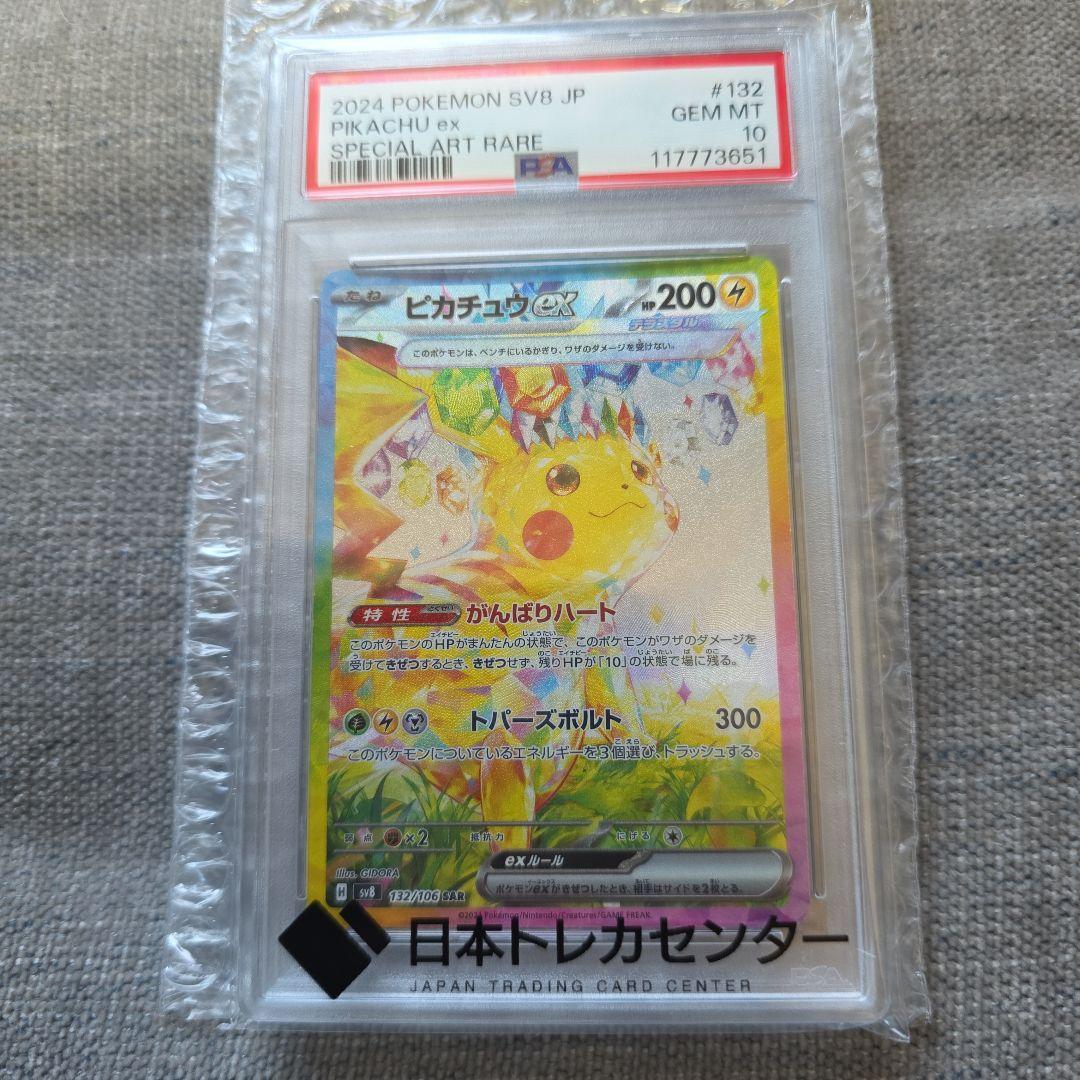 2024 POKEMON SV8 JP #132
PIKACHU ex GEM MT
SPECIAL ART RARE 10
PSA 117773651
たね ピカチュウex HP200
テラスタル
このポケモンは、ベンチにいるかぎり、ワザのダメージを受けない。
特性 とくせい がんばりハート
このポケモンのHPがまんたんの状態で、このポケモンがワザのダメージを
受けてきぜつするとき、きぜつせず、残りHPが「10」の状態で場に残る。
トパーズボルト 300
このポケモンについているエネルギーを3個選び、トラッシュする。
弱点 ×2 抵抗力 にげる
exルール
ポケモンexがきぜつしたとき、相手はサイドを2枚とる。
Illus. GIDORA
H sv8 132/106 SAR
©2024 Pokémon/Nintendo/Creatures/GAME FREAK.
日本トレカセンター
JAPAN TRADING CARD CENTER
PSA